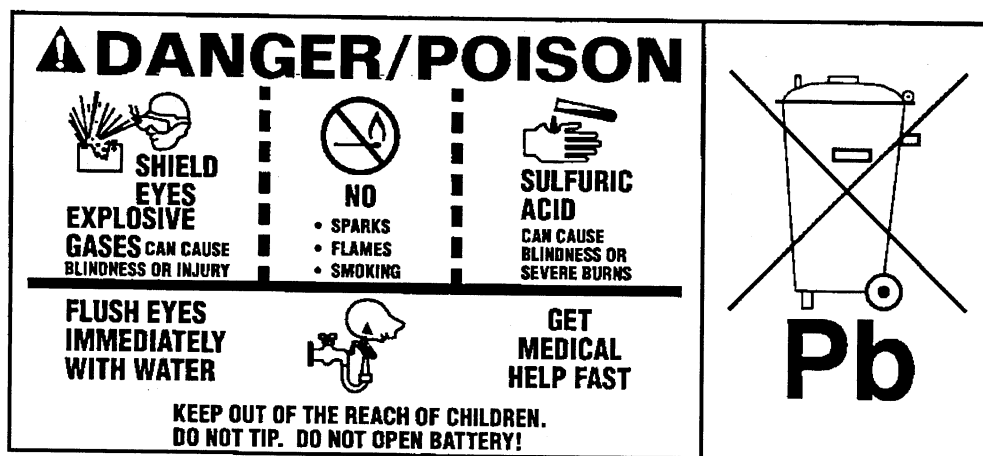 DANGER/POISON
SHIELD
EYES
EXPLOSIVE
GASES CAN CAUSE
BLINDNESS OR INJURY
NO
• SPARKS
• FLAMES
• SMOKING
SULFURIC
ACID
CAN CAUSE
BLINDNESS OR
SEVERE BURNS
FLUSH EYES
IMMEDIATELY
WITH WATER
GET
MEDICAL
HELP FAST
KEEP OUT OF THE REACH OF CHILDREN.
DO NOT TIP. DO NOT OPEN BATTERY!
Pb